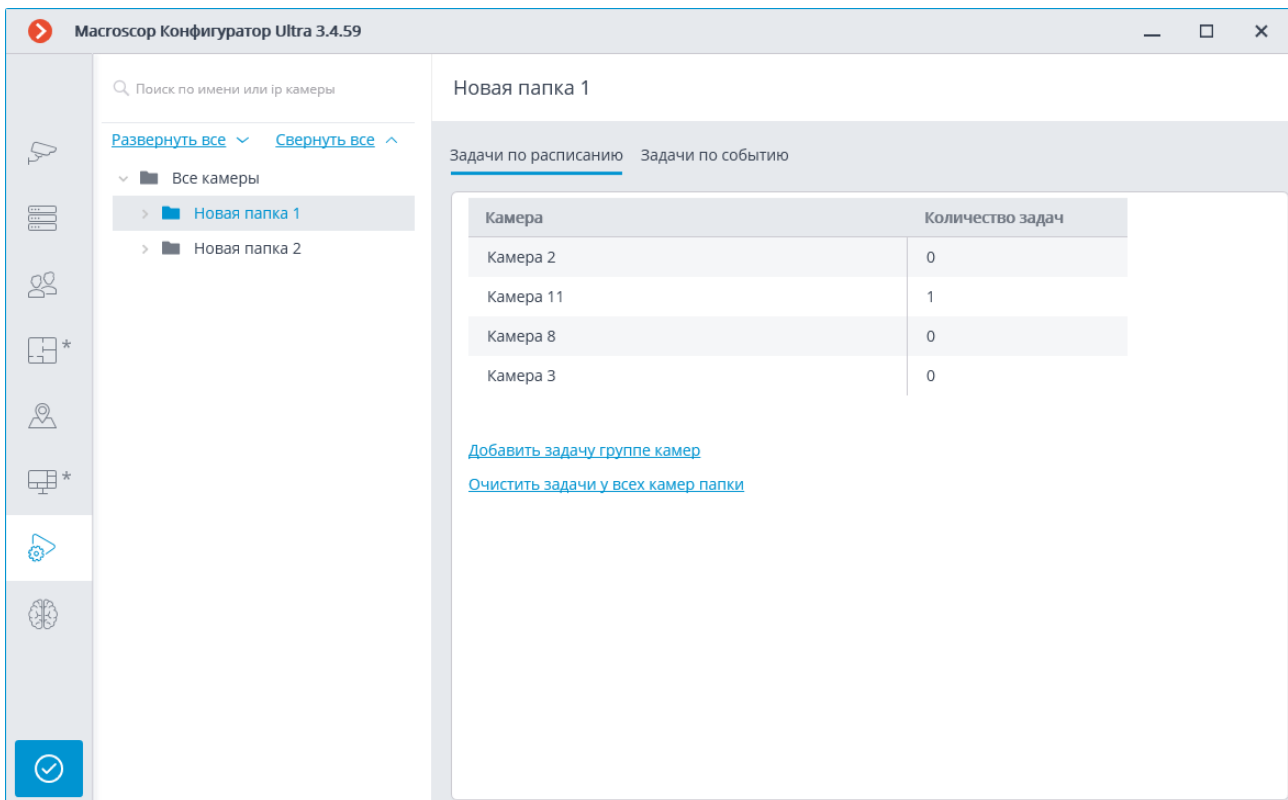 Macroscop Конфигуратор Ultra 3.4.59
Поиск по имени или ip камеры
Развернуть все
Свернуть все
Все камеры
Новая папка 1
Новая папка 2
*
*
Новая папка 1
Задачи по расписанию
Задачи по событию
Камера
Количество задач
Камера 2
0
Камера 11
1
Камера 8
0
Камера 3
0
Добавить задачу группе камер
Очистить задачи у всех камер папки